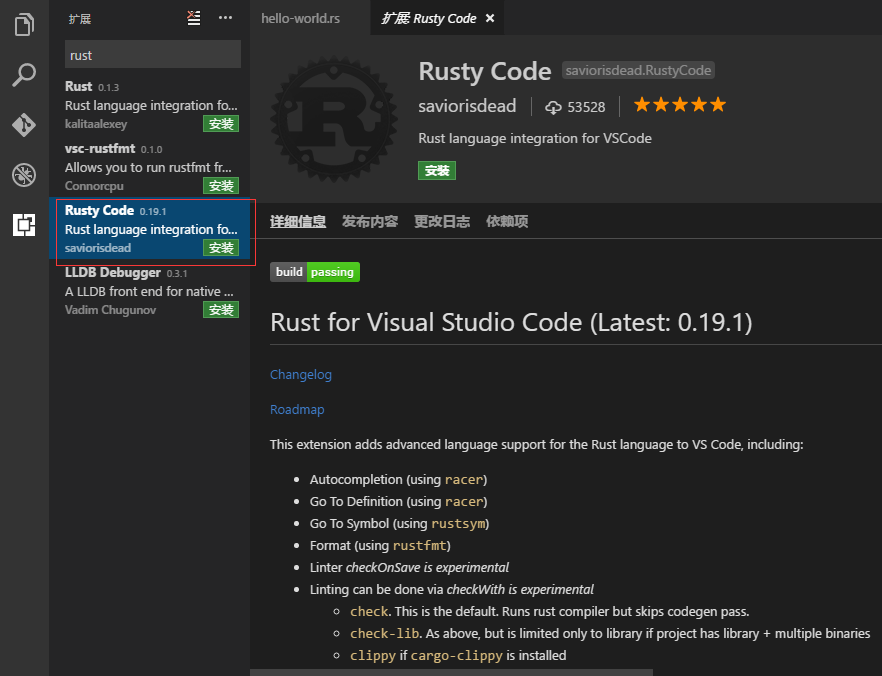 扩展
hello-world.rs
扩展 Rusty Code
rust
Rust 0.1.3
Rust language integration fo...
kalitaalexey 安装
vsc-rustfmt 0.1.0
Allows you to run rustfmt fr...
Connorcpu 安装
Rusty Code 0.19.1
Rust language integration fo...
saviorisdead 安装
LLDB Debugger 0.3.1
A LLDB front end for native ...
Vadim Chugunov 安装
R
Rusty Code saviorisdead.RustyCode
saviorisdead 53528
Rust language integration for VSCode
安装
详细信息 发布内容 更改日志 依赖项
build passing
Rust for Visual Studio Code (Latest: 0.19.1)
Changelog
Roadmap
This extension adds advanced language support for the Rust language to VS Code, including:
Autocompletion (using racer)
Go To Definition (using racer)
Go To Symbol (using rustsym)
Format (using rustfmt)
Linter checkOnSave is experimental
Linting can be done via checkWith is experimental
check. This is the default. Runs rust compiler but skips codegen pass.
check-lib. As above, but is limited only to library if project has library + multiple binaries
clippy if cargo-clippy is installed